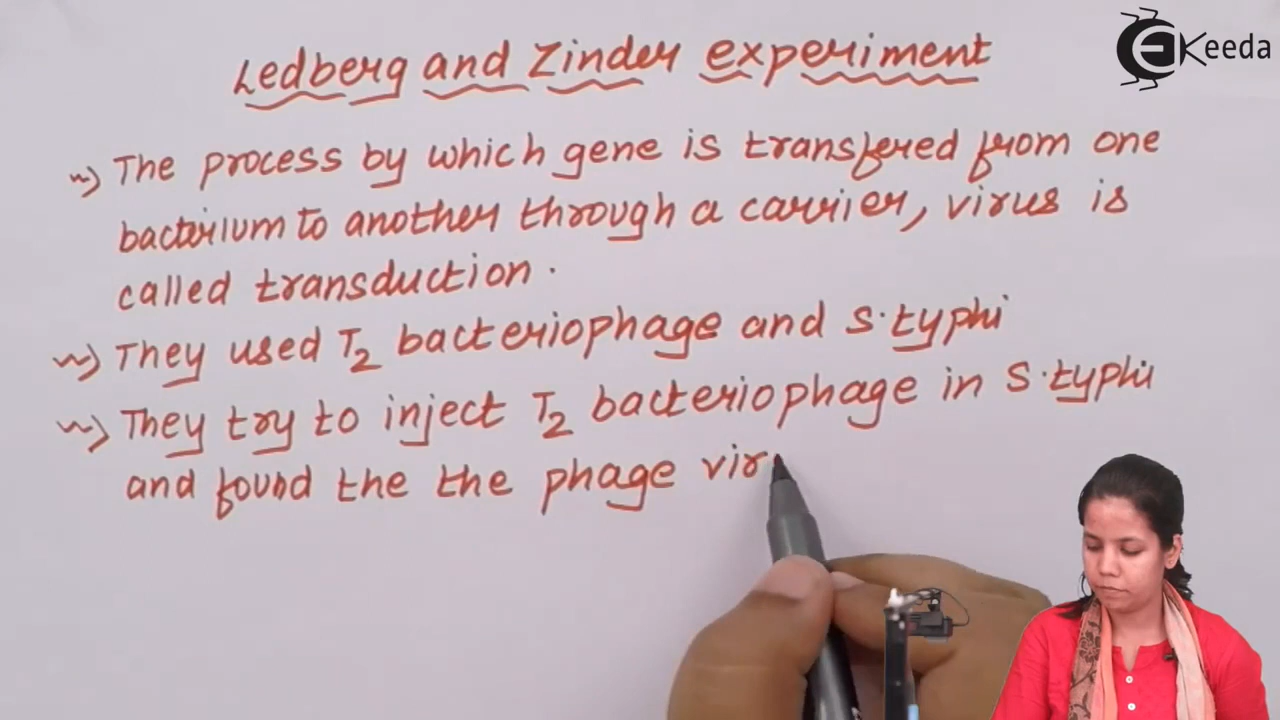 Ledberg and Zinder experiment
The process by which gene is transfered from one
bactirium to another through a carrier, virus is
called transduction.
They used T2 bacteriophage and S.typhi
They try to inject T2 bacteriophage in S.typhi
and found the the phage vir
Ekeeda